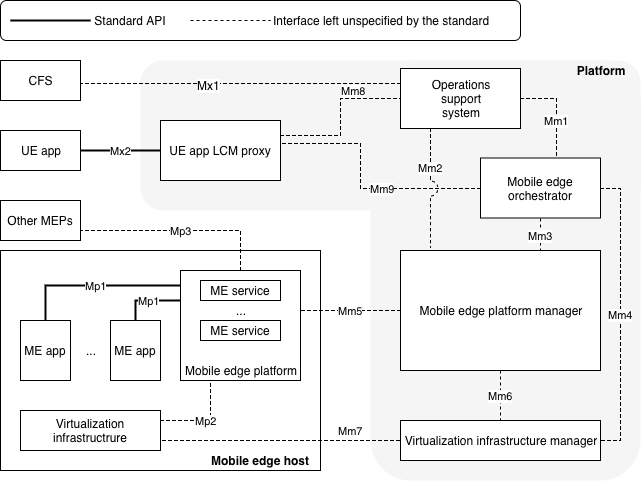 Standard API
Interface left unspecified by the standard
Platform
CFS
Mx1
Operations
support
system
Mm8
Mm1
UE app
Mx2
UE app LCM proxy
Mm2
Mm9
Mobile edge
orchestrator
Other MEPs
Mp3
Mm3
Mp1
Mp1
ME service
...
ME service
Mobile edge platform
ME app
...
ME app
Mm5
Mobile edge platform manager
Mm4
Mm6
Mp2
Virtualization
infrastructrure
Mm7
Virtualization infrastructure manager
Mobile edge host